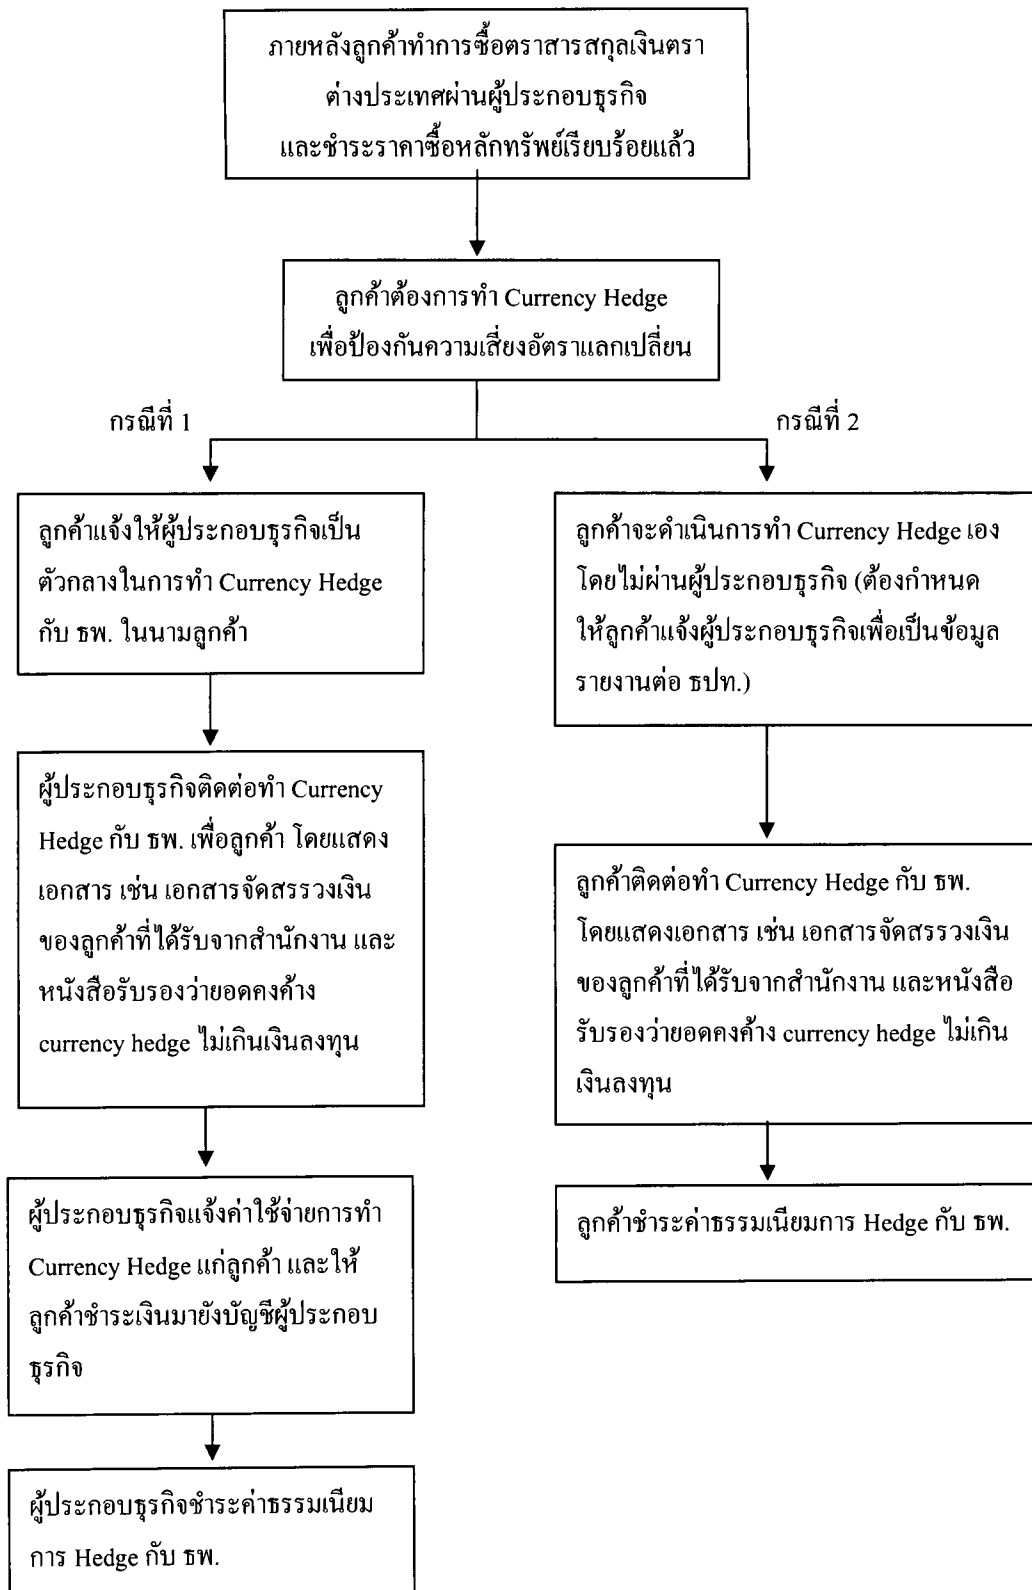 ภายหลังลูกค้าทำการซื้อตราสารสกุลเงินตรา
ต่างประเทศผ่านผู้ประกอบธุรกิจ
และชำระราคาซื้อหลักทรัพย์เรียบร้อยแล้ว
ลูกค้าต้องการทำ Currency Hedge
เพื่อป้องกันความเสี่ยงอัตราแลกเปลี่ยน
กรณีที่ 1
ลูกค้าแจ้งให้ผู้ประกอบธุรกิจเป็น
ตัวกลางในการทำ Currency Hedge
กับ ธพ. ในนามลูกค้า
ผู้ประกอบธุรกิจติดต่อทำ Currency
Hedge กับ ธพ. เพื่อลูกค้า โดยแสดง
เอกสาร เช่น เอกสารจัดสรรวงเงิน
ของลูกค้าที่ได้รับจากสำนักงาน และ
หนังสือรับรองว่ายอดคงค้าง
currency hedge ไม่เกินเงินลงทุน
ผู้ประกอบธุรกิจแจ้งค่าใช้จ่ายการทำ
Currency Hedge แก่ลูกค้า และให้
ลูกค้าชำระเงินมายังบัญชีผู้ประกอบ
ธุรกิจ
ผู้ประกอบธุรกิจชำระค่าธรรมเนียม
การ Hedge กับ ธพ.
กรณีที่ 2
ลูกค้าจะดำเนินการทำ Currency Hedge เอง
โดยไม่ผ่านผู้ประกอบธุรกิจ (ต้องกำหนด
ให้ลูกค้าแจ้งผู้ประกอบธุรกิจเพื่อเป็นข้อมูล
รายงานต่อ ธปท.)
ลูกค้าติดต่อทำ Currency Hedge กับ ธพ.
โดยแสดงเอกสาร เช่น เอกสารจัดสรรวงเงิน
ของลูกค้าที่ได้รับจากสำนักงาน และหนังสือ
รับรองว่ายอดคงค้าง currency hedge ไม่เกิน
เงินลงทุน
ลูกค้าชำระค่าธรรมเนียมการ Hedge กับ ธพ.